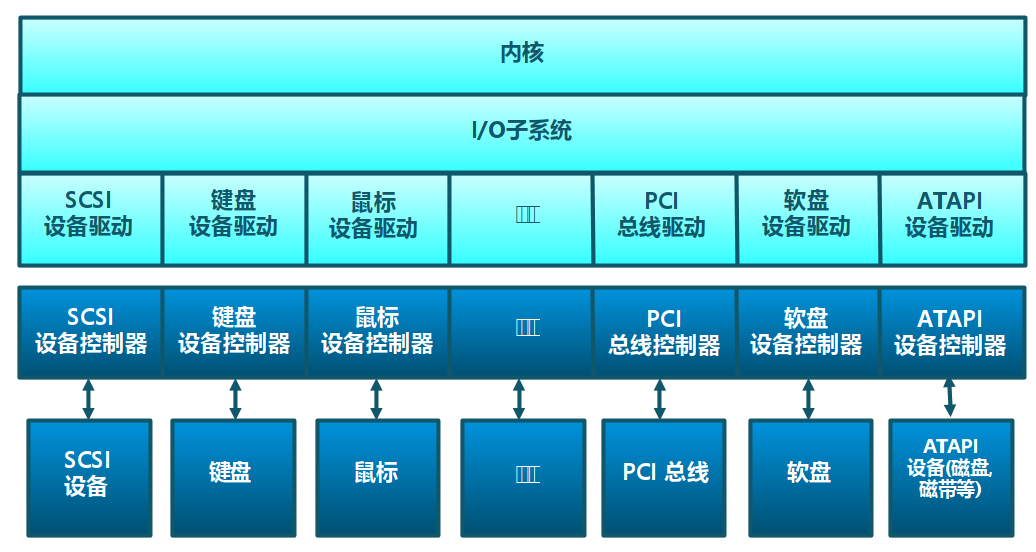 内核
I/O子系统
SCSI
设备驱动
键盘
设备驱动
鼠标
设备驱动
PCI
总线驱动
软盘
设备驱动
ATAPI
设备驱动
SCSI
设备控制器
键盘
设备控制器
鼠标
设备控制器
PCI
总线控制器
软盘
设备控制器
ATAPI
设备控制器
SCSI
设备
键盘
鼠标
PCI 总线
软盘
ATAPI
设备(磁盘,
磁带等)